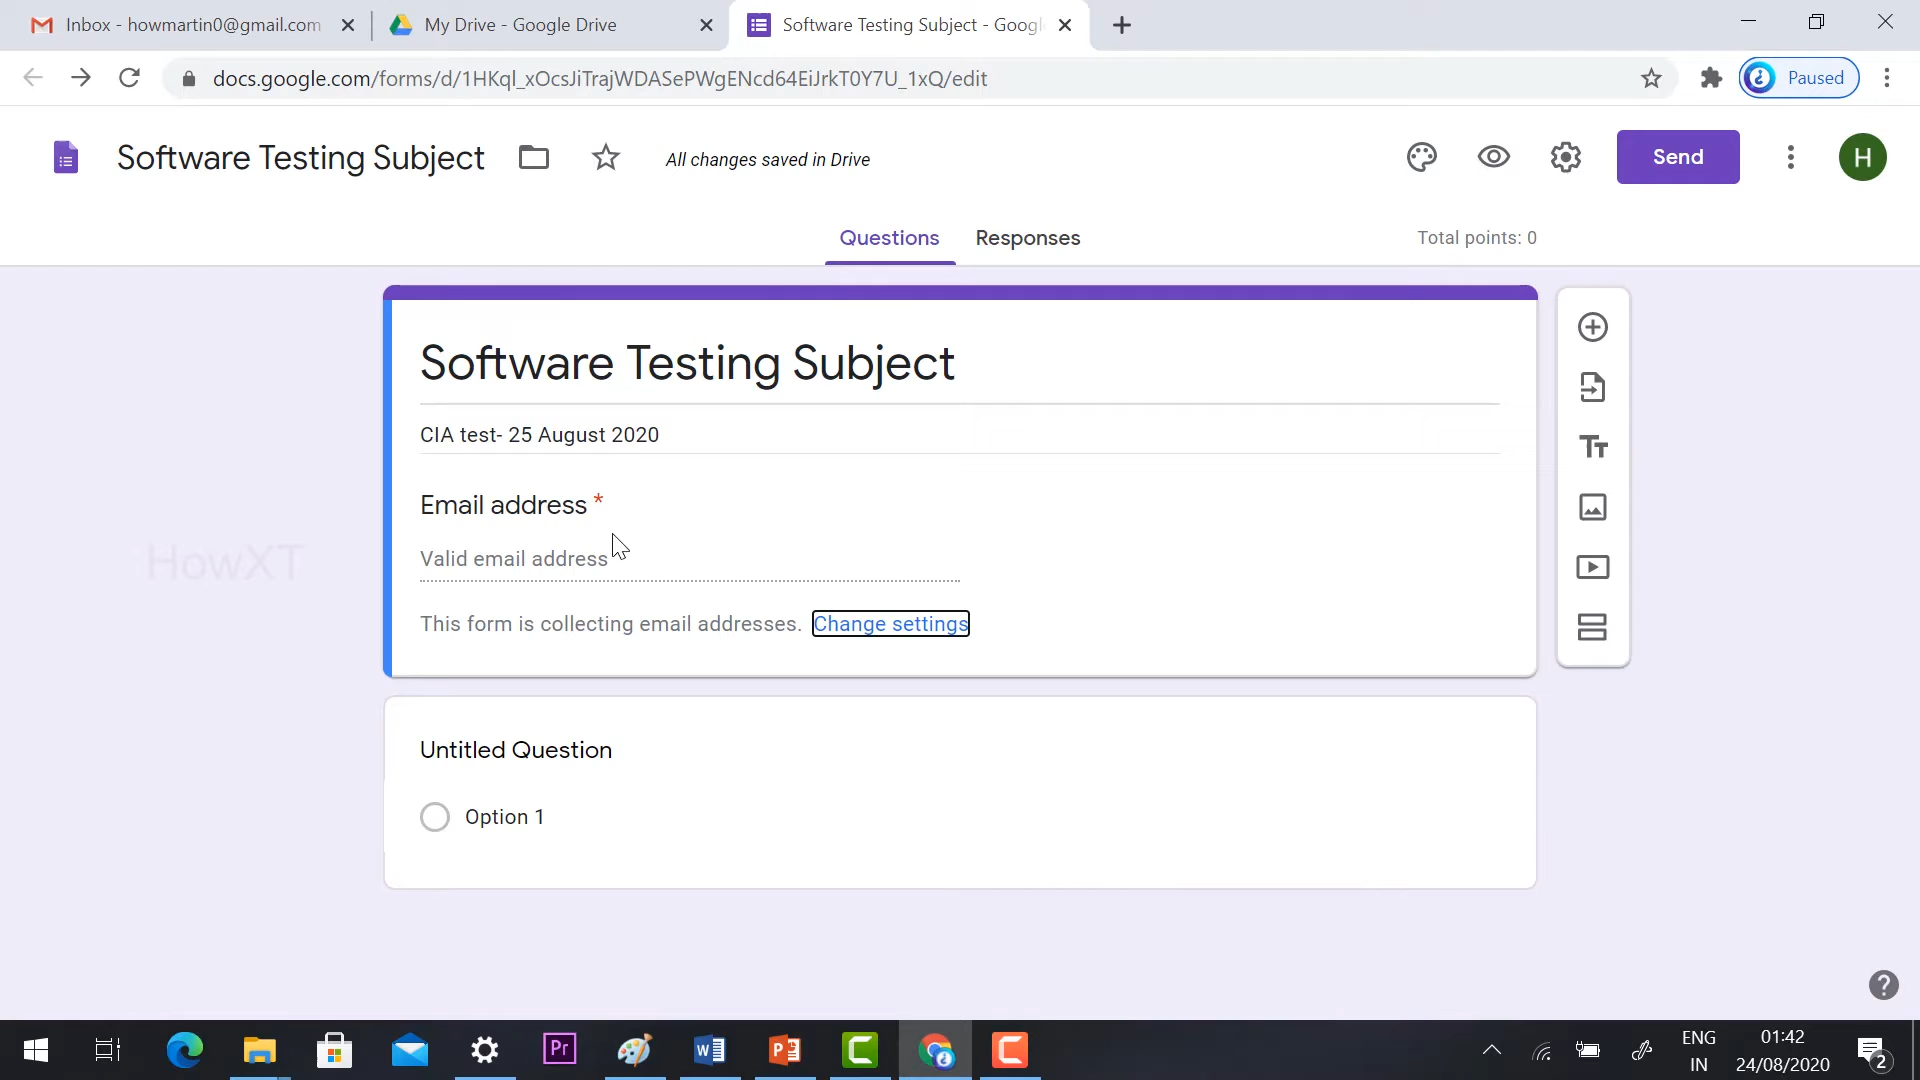 Inbox - howmartin0@gmail.com
My Drive - Google Drive
Software Testing Subject - Googl
docs.google.com/forms/d/1HKql_xOcsJiTrajWDASePWgENcd64EiJrkT0Y7U_1xQ/edit
Paused
Software Testing Subject
All changes saved in Drive
Send
H
Questions
Responses
Total points: 0
Software Testing Subject
CIA test- 25 August 2020
Email address *
Valid email address
This form is collecting email addresses. Change settings
HowXT
Tт
Untitled Question
Option 1
Pr
ENG
IN
01:42
24/08/2020
2